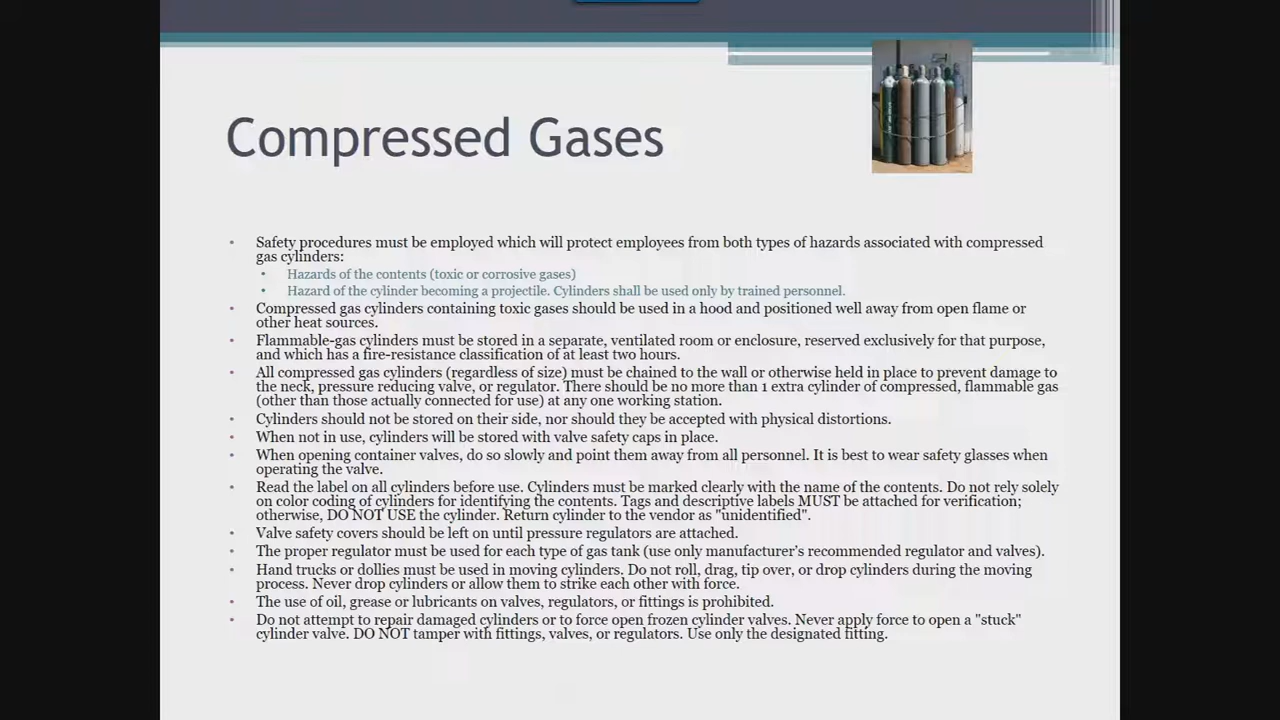 Compressed Gases
• Safety procedures must be employed which will protect employees from both types of hazards associated with compressed
gas cylinders:
• Hazards of the contents (toxic or corrosive gases)
• Hazard of the cylinder becoming a projectile. Cylinders shall be used only by trained personnel.
• Compressed gas cylinders containing toxic gases should be used in a hood and positioned well away from open flame or
other heat sources.
• Flammable-gas cylinders must be stored in a separate, ventilated room or enclosure, reserved exclusively for that purpose,
and which has a fire-resistance classification of at least two hours.
• All compressed gas cylinders (regardless of size) must be chained to the wall or otherwise held in place to prevent damage to
the neck, pressure reducing valve, or regulator. There should be no more than 1 extra cylinder of compressed, flammable gas
(other than those actually connected for use) at any one working station.
• Cylinders should not be stored on their side, nor should they be accepted with physical distortions.
• When not in use, cylinders will be stored with valve safety caps in place.
• When opening container valves, do so slowly and point them away from all personnel. It is best to wear safety glasses when
operating the valve.
• Read the label on all cylinders before use. Cylinders must be marked clearly with the name of the contents. Do not rely solely
on color coding of cylinders for identifying the contents. Tags and descriptive labels MUST be attached for verification;
otherwise, DO NOT USE the cylinder. Return cylinder to the vendor as "unidentified".
• Valve safety covers should be left on until pressure regulators are attached.
• The proper regulator must be used for each type of gas tank (use only manufacturer's recommended regulator and valves).
• Hand trucks or dollies must be used in moving cylinders. Do not roll, drag, tip over, or drop cylinders during the moving
process. Never drop cylinders or allow them to strike each other with force.
• The use of oil, grease or lubricants on valves, regulators, or fittings is prohibited.
• Do not attempt to repair damaged cylinders or to force open frozen cylinder valves. Never apply force to open a "stuck"
cylinder valve. DO NOT tamper with fittings, valves, or regulators. Use only the designated fitting.